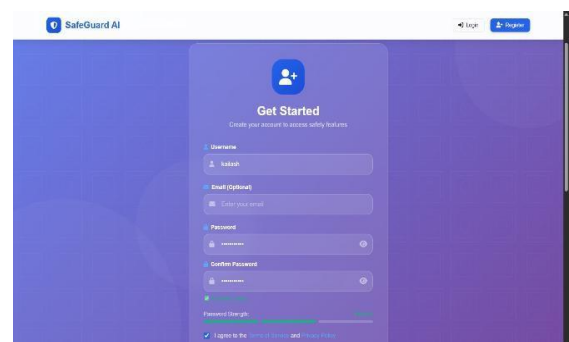 SafeGuard AI
Login
Register
Get Started
Create your account to access safety features
Username
kailash
Email (Optional)
Enter your email
Password
••••••••••
Confirm Password
••••••••••
Password Strength:
I agree to the Terms of Service and Privacy Policy